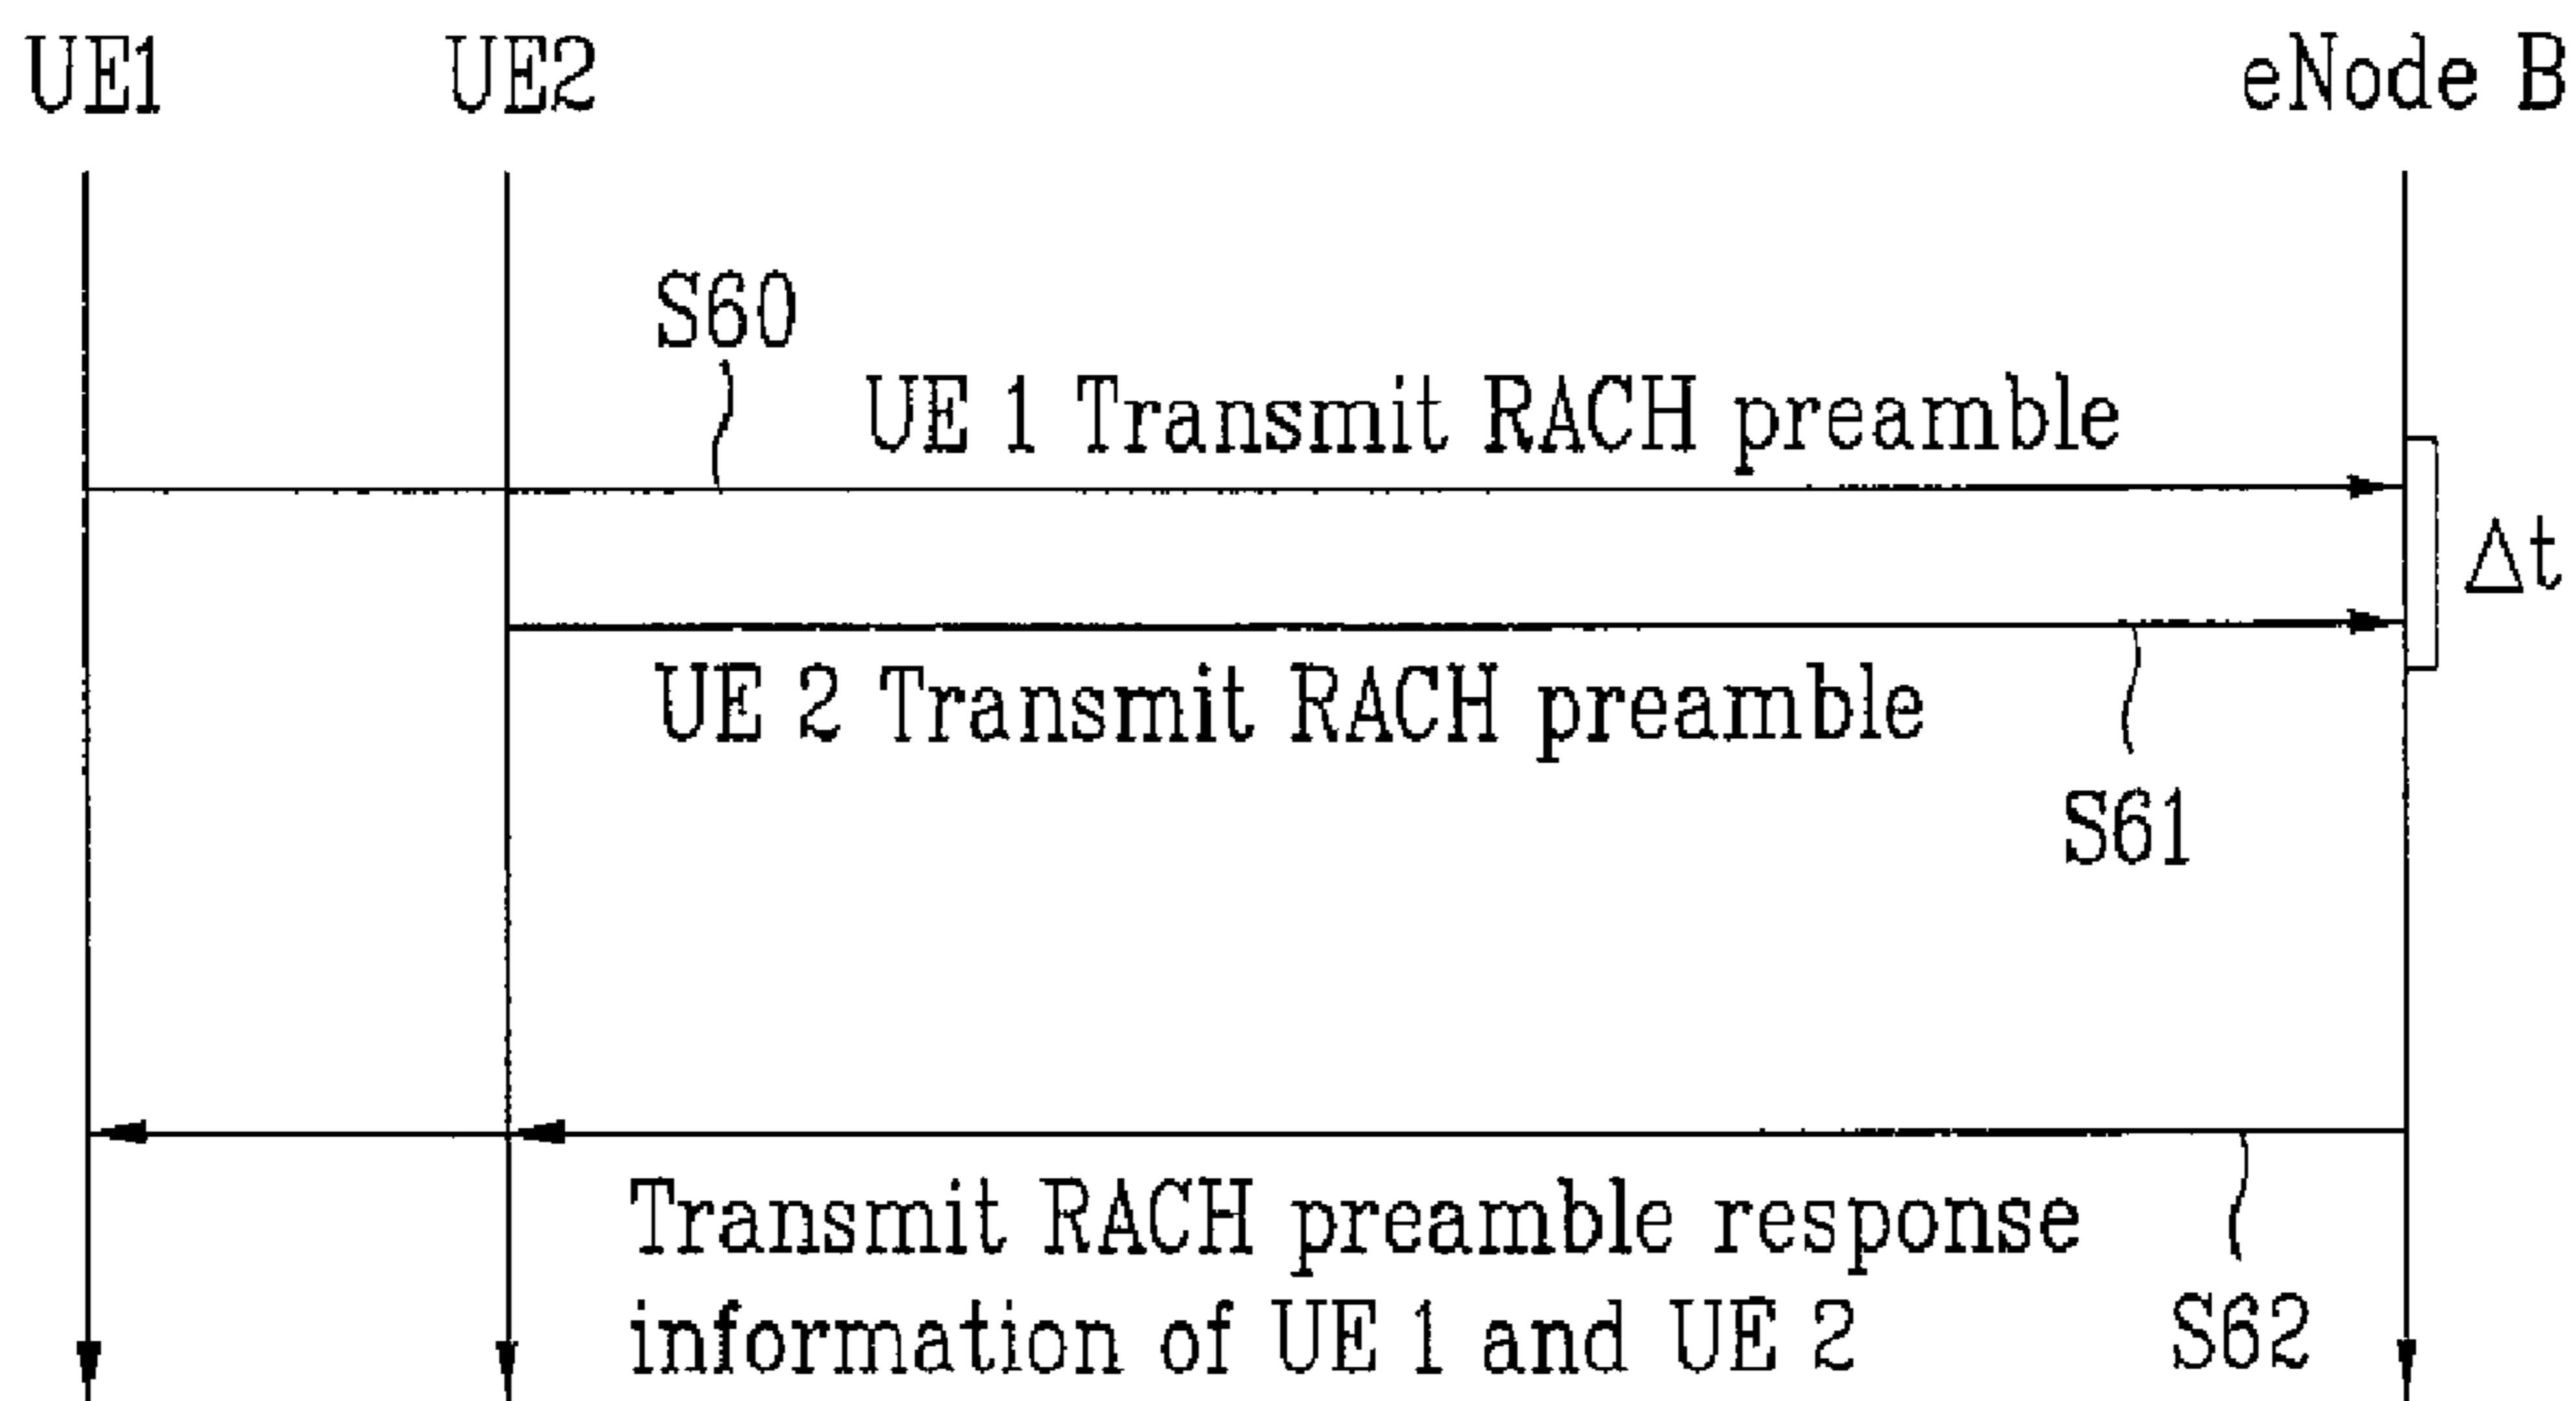 UE1
UE2
eNode B
S60
UE 1 Transmit RACH preamble
Δt
UE 2 Transmit RACH preamble
S61
Transmit RACH preamble response
information of UE 1 and UE 2
S62